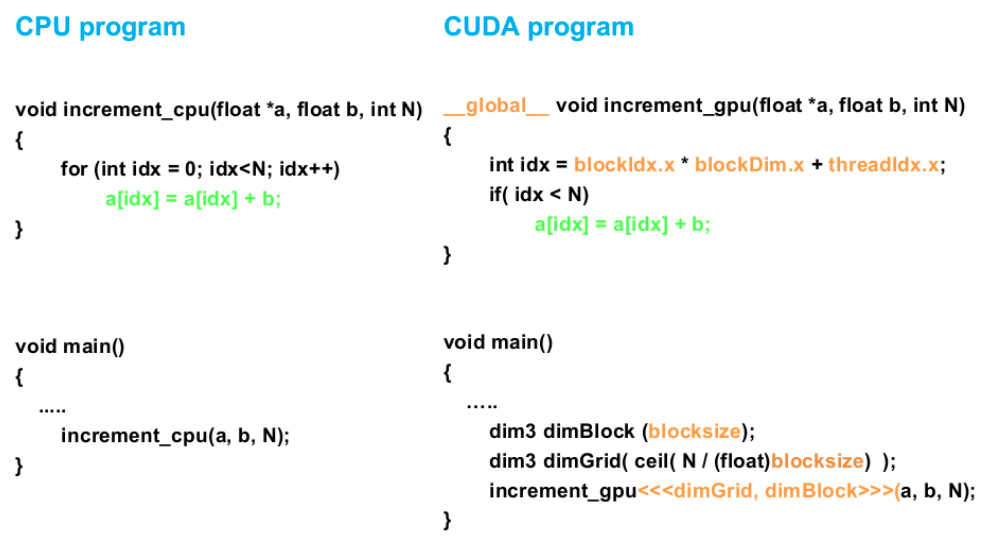 CPU program
void increment_cpu(float *a, float b, int N)
{
for (int idx = 0; idx<N; idx++)
a[idx] = a[idx] + b;
}
void main()
{
.....
increment_cpu(a, b, N);
}
CUDA program
__global__ void increment_gpu(float *a, float b, int N)
{
int idx = blockIdx.x * blockDim.x + threadIdx.x;
if( idx < N)
a[idx] = a[idx] + b;
}
void main()
{
…..
dim3 dimBlock (blocksize);
dim3 dimGrid( ceil( N / (float)blocksize) );
increment_gpu<<<dimGrid, dimBlock>>>(a, b, N);
}